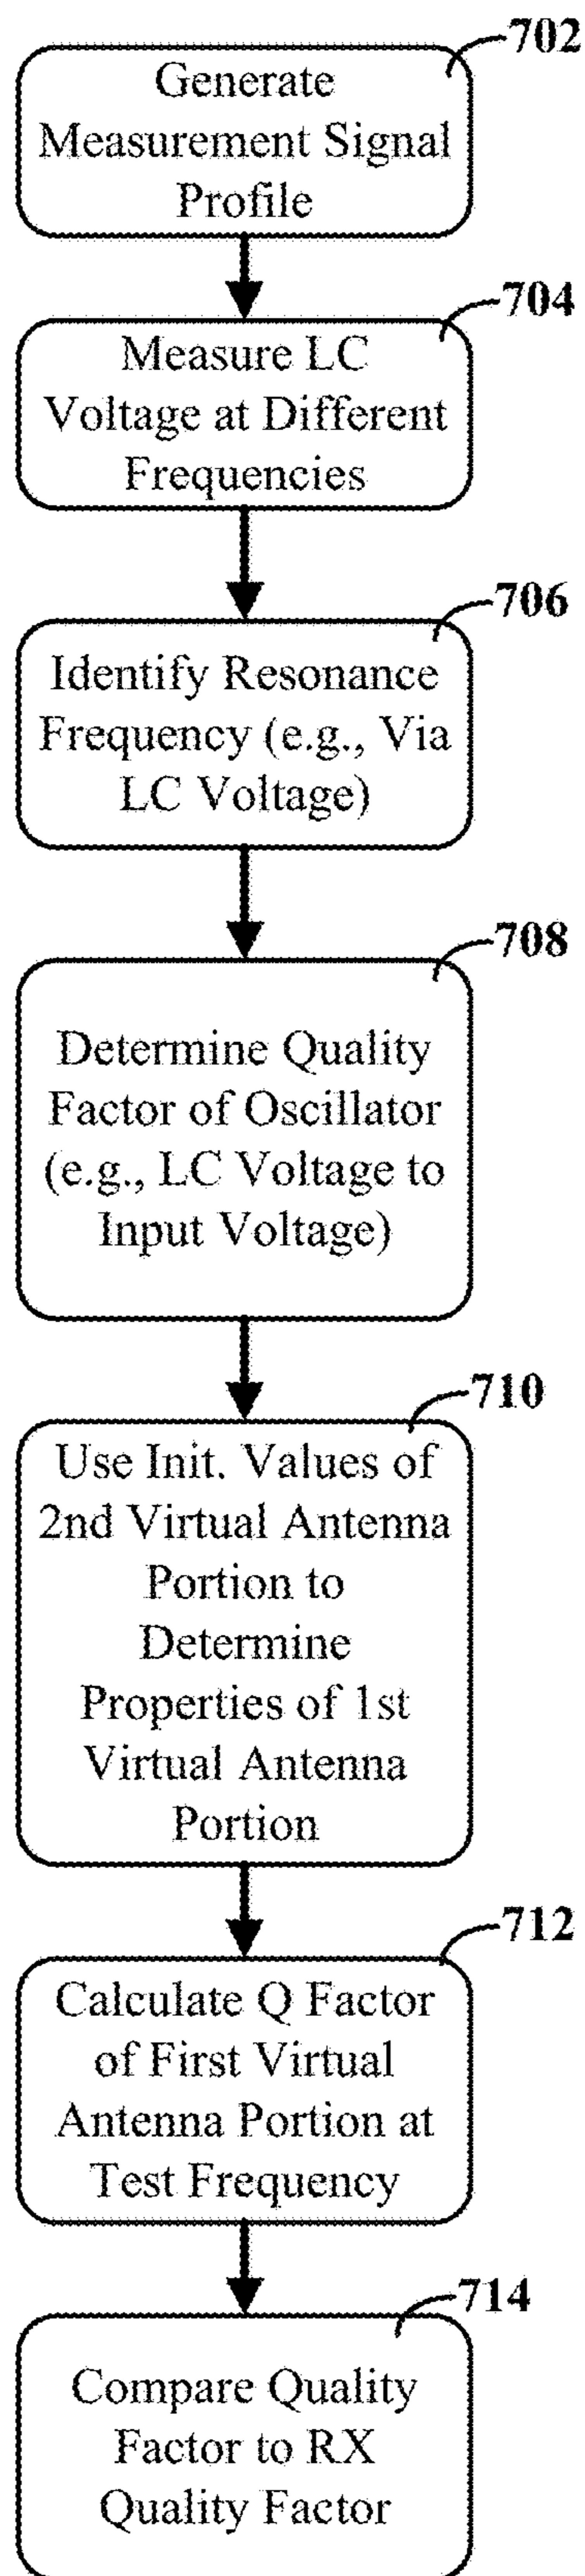 702
Generate
Measurement Signal
Profile
704
Measure LC
Voltage at Different
Frequencies
706
Identify Resonance
Frequency (e.g., Via
LC Voltage)
708
Determine Quality
Factor of Oscillator
(e.g., LC Voltage to
Input Voltage)
710
Use Init. Values of
2nd Virtual Antenna
Portion to
Determine
Properties of 1st
Virtual Antenna
Portion
712
Calculate Q Factor
of First Virtual
Antenna Portion at
Test Frequency
714
Compare Quality
Factor to RX
Quality Factor